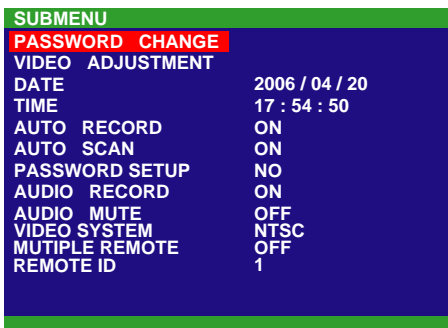 SUBMENU
PASSWORD CHANGE
VIDEO ADJUSTMENT
DATE 2006 / 04 / 20
TIME 17 : 54 : 50
AUTO RECORD ON
AUTO SCAN ON
PASSWORD SETUP NO
AUDIO RECORD ON
AUDIO MUTE OFF
VIDEO SYSTEM NTSC
MUTIPLE REMOTE OFF
REMOTE ID 1